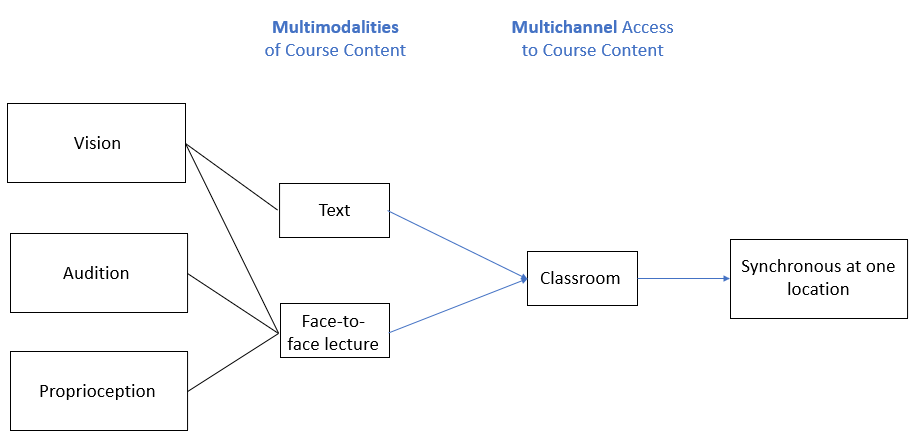 Multimodalities
of Course Content
Multichannel Access
to Course Content
Vision
Audition
Proprioception
Text
Face-to-
face lecture
Classroom
Synchronous at one
location